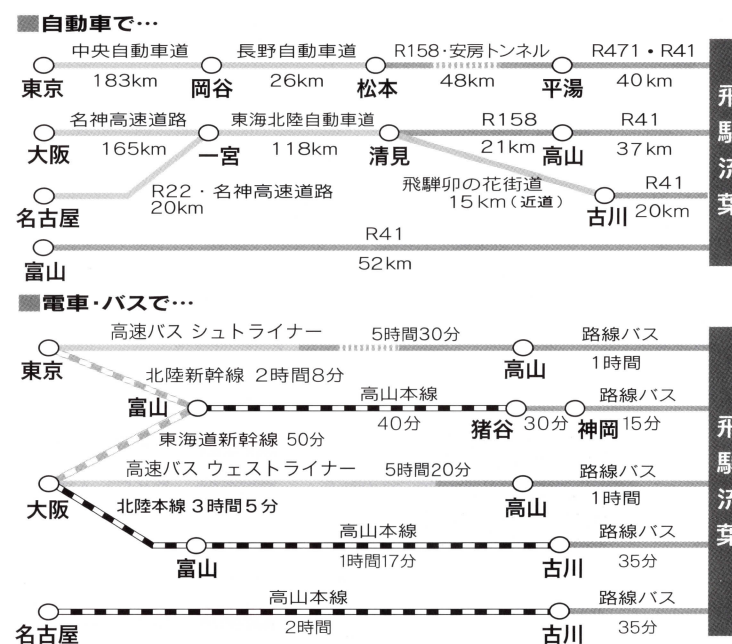 ■自動車で…
中央自動車道 長野自動車道 R158・安房トンネル R471・R41
183km 26km 48km 40km
東京 岡谷 松本 平湯
名神高速道路 東海北陸自動車道 R158 R41
165km 118km 21km 37km
大阪 一宮 清見 高山
R22・名神高速道路
20km
飛騨卯の花街道
15km(近道)
R41
20km
名古屋 古川
R41
52km
富山
飛騨流葉
■電車・バスで…
高速バス シュトライナー 5時間30分 路線バス
1時間
東京 高山
北陸新幹線 2時間8分
高山本線 路線バス
富山 40分 猪谷 30分 神岡 15分
東海道新幹線 50分
高速バス ウェストライナー 5時間20分 路線バス
1時間
大阪 高山
北陸本線 3時間5分
高山本線 路線バス
1時間17分 35分
富山 古川
高山本線 路線バス
2時間 35分
名古屋 古川
飛騨流葉